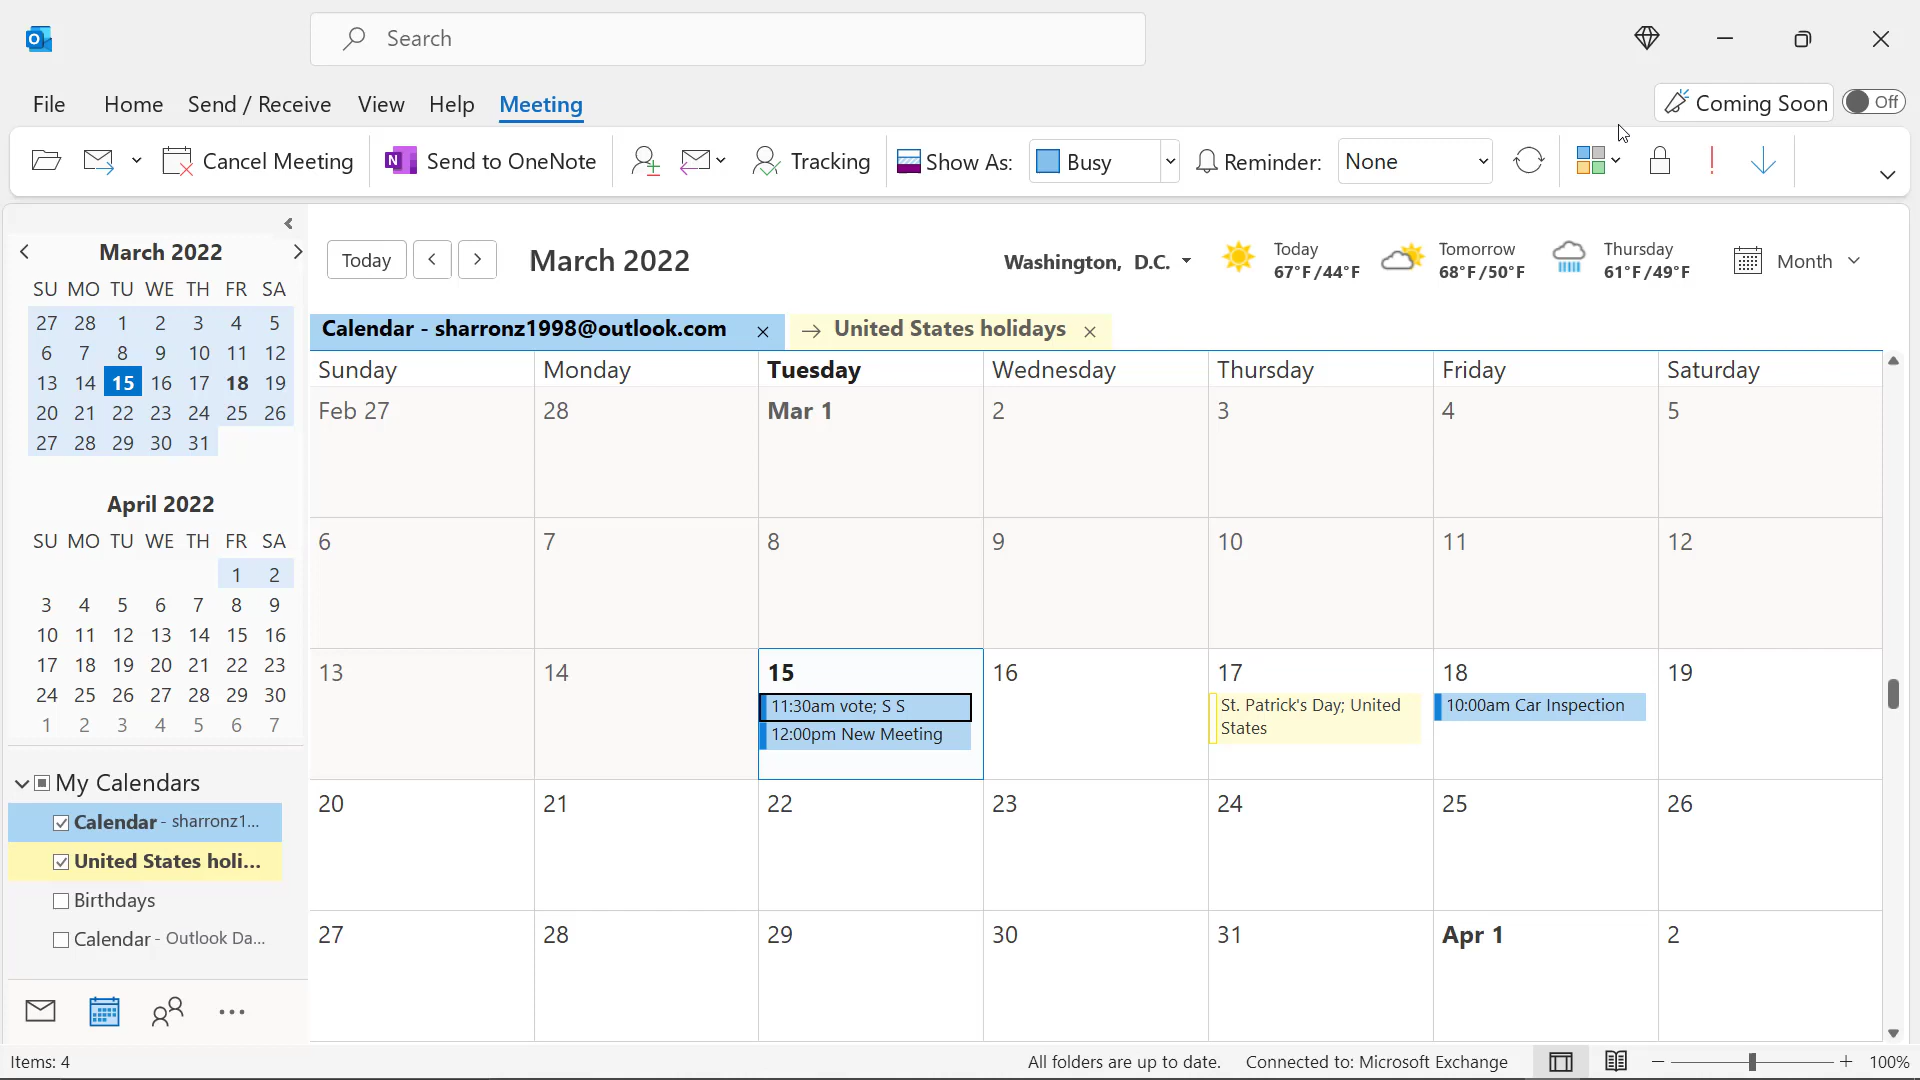 Search
File Home Send / Receive View Help Meeting
Coming Soon Off
Cancel Meeting N Send to OneNote Tracking Show As: Busy Reminder: None
March 2022
SU MO TU WE TH FR SA
27 28 1 2 3 4 5
6 7 8 9 10 11 12
13 14 15 16 17 18 19
20 21 22 23 24 25 26
27 28 29 30 31
April 2022
SU MO TU WE TH FR SA
1 2
3 4 5 6 7 8 9
10 11 12 13 14 15 16
17 18 19 20 21 22 23
24 25 26 27 28 29 30
1 2 3 4 5 6 7
My Calendars
Calendar - sharronz1...
United States holi...
Birthdays
Calendar - Outlook Da...
Today
March 2022
Washington, D.C.
Today
67°F/44°F
Tomorrow
68°F/50°F
Thursday
61°F/49°F
Month
Calendar - sharronz1998@outlook.com
United States holidays
Sunday Monday Tuesday Wednesday Thursday Friday Saturday
Feb 27 28 Mar 1 2 3 4 5
6 7 8 9 10 11 12
13 14 15 16 17 18 19
11:30am vote; S S
12:00pm New Meeting
St. Patrick's Day; United
States
10:00am Car Inspection
20 21 22 23 24 25 26
27 28 29 30 31 Apr 1 2
Items: 4
All folders are up to date. Connected to: Microsoft Exchange
100%